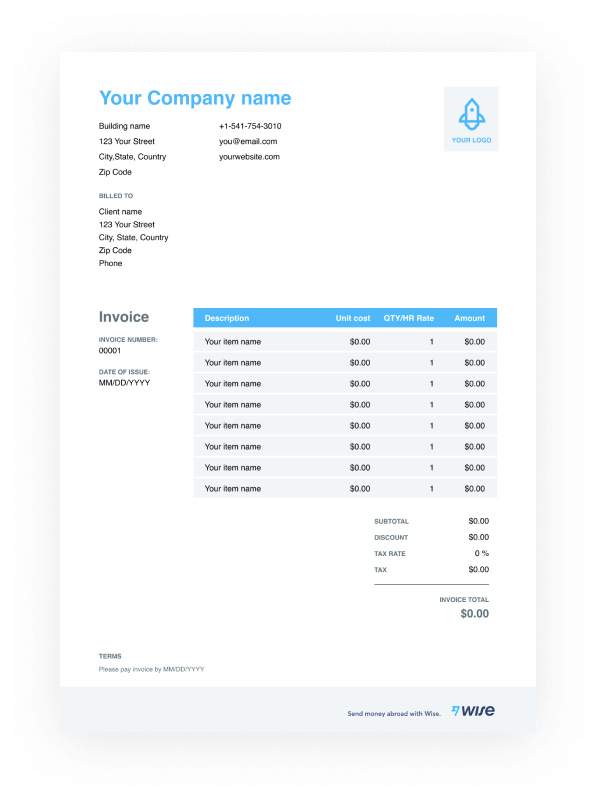 Your Company name
Building name +1-541-754-3010
123 Your Street you@email.com
City,State, Country yourwebsite.com
Zip Code
YOUR LOGO
BILLED TO
Client name
123 Your Street
City, State, Country
Zip Code
Phone
Invoice
INVOICE NUMBER:
00001
DATE OF ISSUE:
MM/DD/YYYY
Description Unit cost QTY/HR Rate Amount
Your item name $0.00 1 $0.00
Your item name $0.00 1 $0.00
Your item name $0.00 1 $0.00
Your item name $0.00 1 $0.00
Your item name $0.00 1 $0.00
Your item name $0.00 1 $0.00
Your item name $0.00 1 $0.00
Your item name $0.00 1 $0.00
SUBTOTAL $0.00
DISCOUNT $0.00
TAX RATE 0 %
TAX $0.00
INVOICE TOTAL
$0.00
TERMS
Please pay invoice by MM/DD/YYYY
Send money abroad with Wise. wise